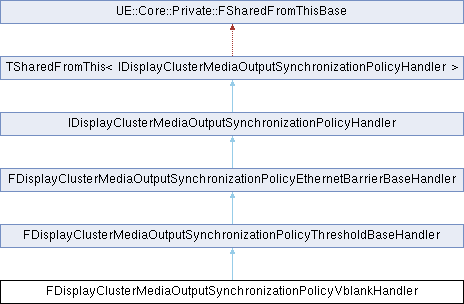 UE::Core::Private::FSharedFromThisBase
TSharedFromThis< IDisplayClusterMediaOutputSynchronizationPolicyHandler >
IDisplayClusterMediaOutputSynchronizationPolicyHandler
FDisplayClusterMediaOutputSynchronizationPolicyEthernetBarrierBaseHandler
FDisplayClusterMediaOutputSynchronizationPolicyThresholdBaseHandler
FDisplayClusterMediaOutputSynchronizationPolicyVblankHandler